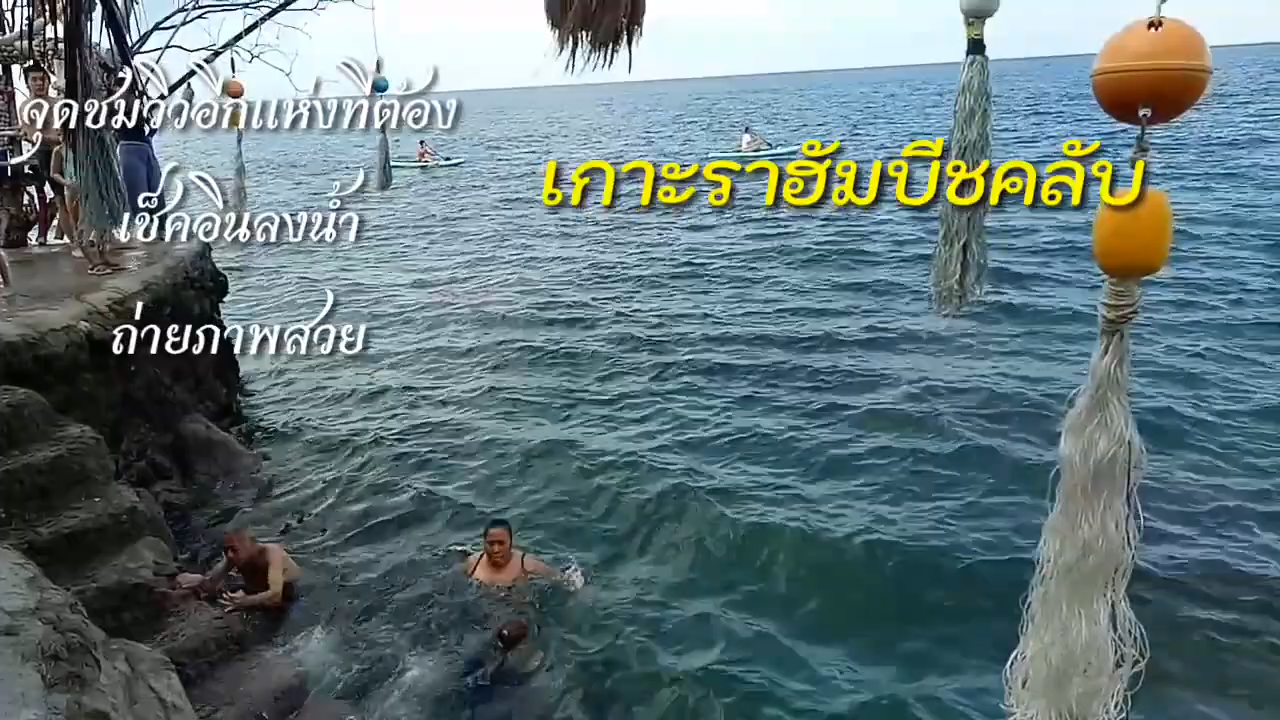 จุดชมวิวอีกแห่งที่ต้อง
เช็คอินลงน้ำ
ถ่ายภาพสวย
เกาะราฮัมบีชคลับ